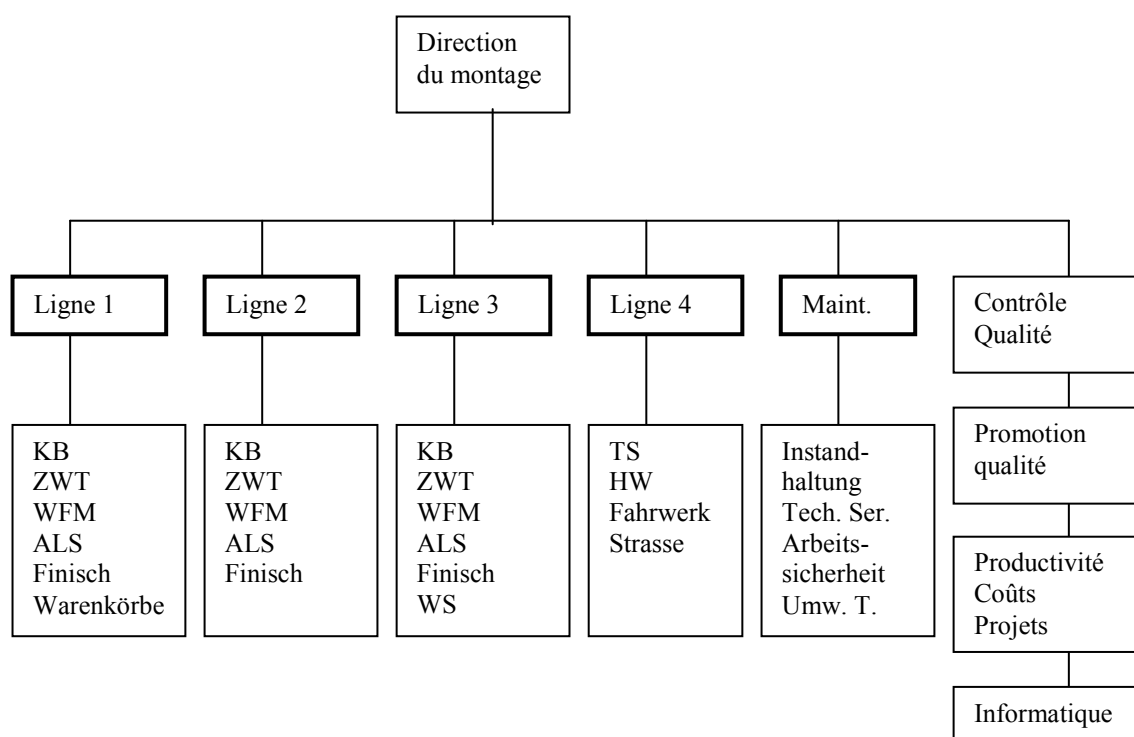 Direction
du montage
Ligne 1
Ligne 2
Ligne 3
Ligne 4
Maint.
Contrôle
Qualité
KB
ZWT
WFM
ALS
Finisch
Warenkörbe
KB
ZWT
WFM
ALS
Finisch
KB
ZWT
WFM
ALS
Finisch
WS
TS
HW
Fahrwerk
Strasse
Instand-
haltung
Tech. Ser.
Arbeits-
sicherheit
Umw. T.
Promotion
qualité
Productivité
Coûts
Projets
Informatique